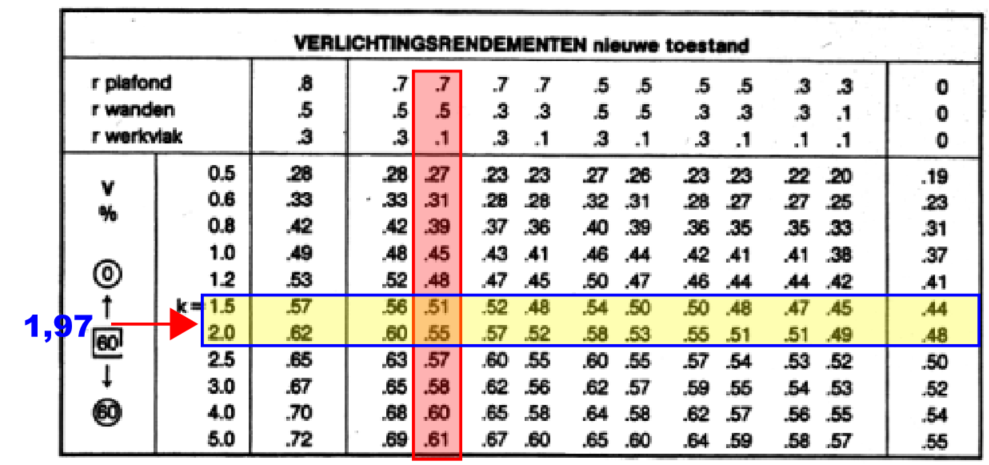 VERLICHTINGSRENDEMENTEN nieuwe toestand
r plafond .8 .7 .7 .7 .7 .5 .5 .5 .5 .3 .3 0
r wanden .5 .5 .5 .3 .3 .5 .5 .3 .3 .3 .1 0
r werkvlak .3 .3 .1 .3 .1 .3 .1 .3 .1 .1 .1 0
V
%
0
60
60
1,97
0.5 .28 .28 .27 .23 .23 .27 .26 .23 .23 .22 .20 .19
0.6 .33 .33 .31 .28 .28 .32 .31 .28 .27 .27 .25 .23
0.8 .42 .42 .39 .37 .36 .40 .39 .36 .35 .35 .33 .31
1.0 .49 .48 .45 .43 .41 .46 .44 .42 .41 .41 .38 .37
1.2 .53 .52 .48 .47 .45 .50 .47 .46 .44 .44 .42 .41
k = 1.5 .57 .56 .51 .52 .48 .54 .50 .50 .48 .47 .45 .44
2.0 .62 .60 .55 .57 .52 .58 .53 .55 .51 .51 .49 .48
2.5 .65 .63 .57 .60 .55 .60 .55 .57 .54 .53 .52 .50
3.0 .67 .65 .58 .62 .56 .62 .57 .59 .55 .54 .53 .52
4.0 .70 .68 .60 .65 .58 .64 .58 .62 .57 .56 .55 .54
5.0 .72 .69 .61 .67 .60 .65 .60 .64 .59 .58 .57 .55